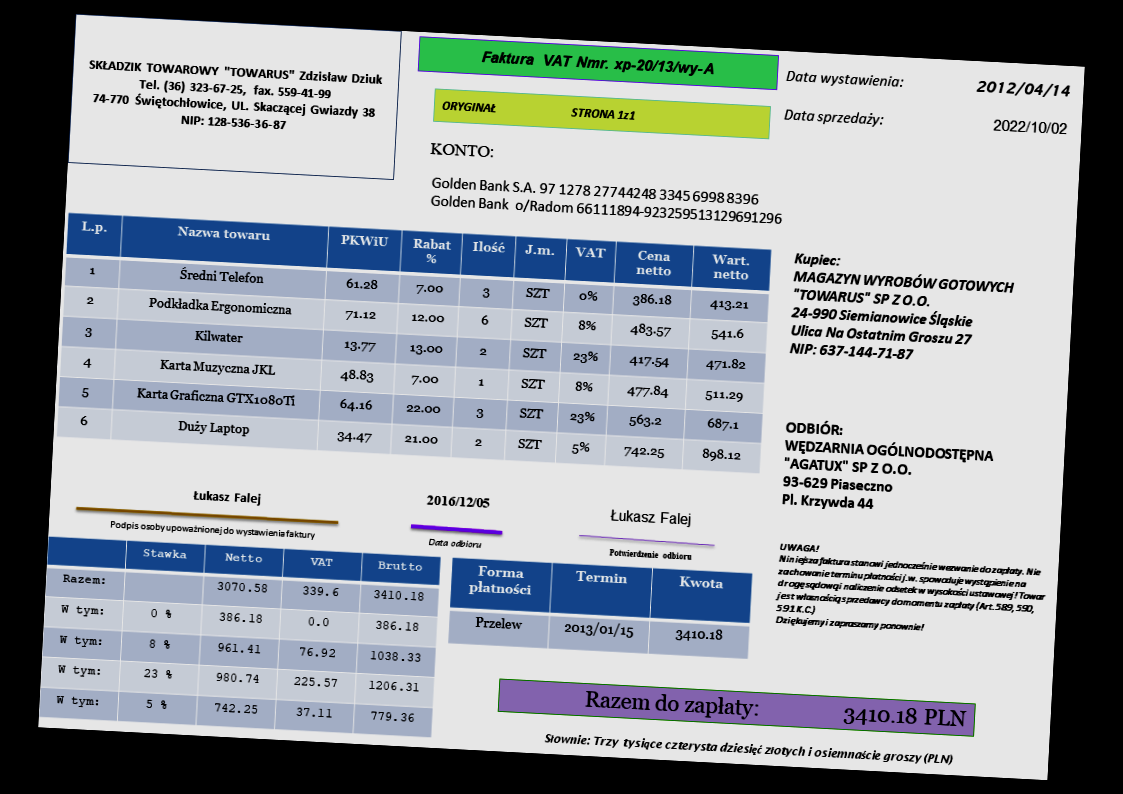 SKŁADZIK TOWAROWY "TOWARUS" Zdzisław Dziuk
Tel. (36) 323-67-25, fax. 559-41-99
74-770 Świętochłowice, UL. Skaczącej Gwiazdy 38
NIP: 128-536-36-87
Faktura VAT Nmr. xp-20/13/wy-A
ORYGINAŁ STRONA 1z1
Data wystawienia: 2012/04/14
Data sprzedaży: 2022/10/02
KONTO:
Golden Bank S.A. 97 1278 27744248 3345 6998 8396
Golden Bank o/Radom 66111894-923259513129691296
L.p. Nazwa towaru PKWiU Rabat % Ilość J.m. VAT Cena netto Wart. netto
1 Średni Telefon 61.28 7.00 3 SZT 0% 386.18 413.21
2 Podkładka Ergonomiczna 71.12 12.00 6 SZT 8% 483.57 541.6
3 Kilwater 13.77 13.00 2 SZT 23% 417.54 471.82
4 Karta Muzyczna JKL 48.83 7.00 1 SZT 8% 477.84 511.29
5 Karta Graficzna GTX1080Ti 64.16 22.00 3 SZT 23% 563.2 687.1
6 Duży Laptop 34.47 21.00 2 SZT 5% 742.25 898.12
Kupiec:
MAGAZYN WYROBÓW GOTOWYCH
"TOWARUS" SP Z O.O.
24-990 Siemianowice Śląskie
Ulica Na Ostatnim Groszu 27
NIP: 637-144-71-87
ODBIÓR:
WĘDZARNIA OGÓLNODOSTĘPNA
"AGATUX" SP Z O.O.
93-629 Piaseczno
Pl. Krzywda 44
Łukasz Falej
Podpis osoby upoważnionej do wystawienia faktury
2016/12/05
Data odbioru
Łukasz Falej
Potwierdzenie odbioru
UWAGA!
Niniejsza faktura stanowi jednocześnie wezwanie do zapłaty. Nie
zachowanie terminu płatności j.w. spowoduje wystąpienie na
drogę sądową i naliczenie odsetek w wysokości ustawowej! Towar
jest własnością sprzedawcy do momentu zapłaty (Art. 589, 590,
591 K.C.)
Dziękujemy i zapraszamy ponownie!
Stawka Netto VAT Brutto
Razem: 3070.58 339.6 3410.18
W tym: 0 % 386.18 0.0 386.18
W tym: 8 % 961.41 76.92 1038.33
W tym: 23 % 980.74 225.57 1206.31
W tym: 5 % 742.25 37.11 779.36
Forma płatności Termin Kwota
Przelew 2013/01/15 3410.18
Razem do zapłaty: 3410.18 PLN
Słownie: Trzy tysiące czterysta dziesięć złotych i osiemnaście groszy (PLN)